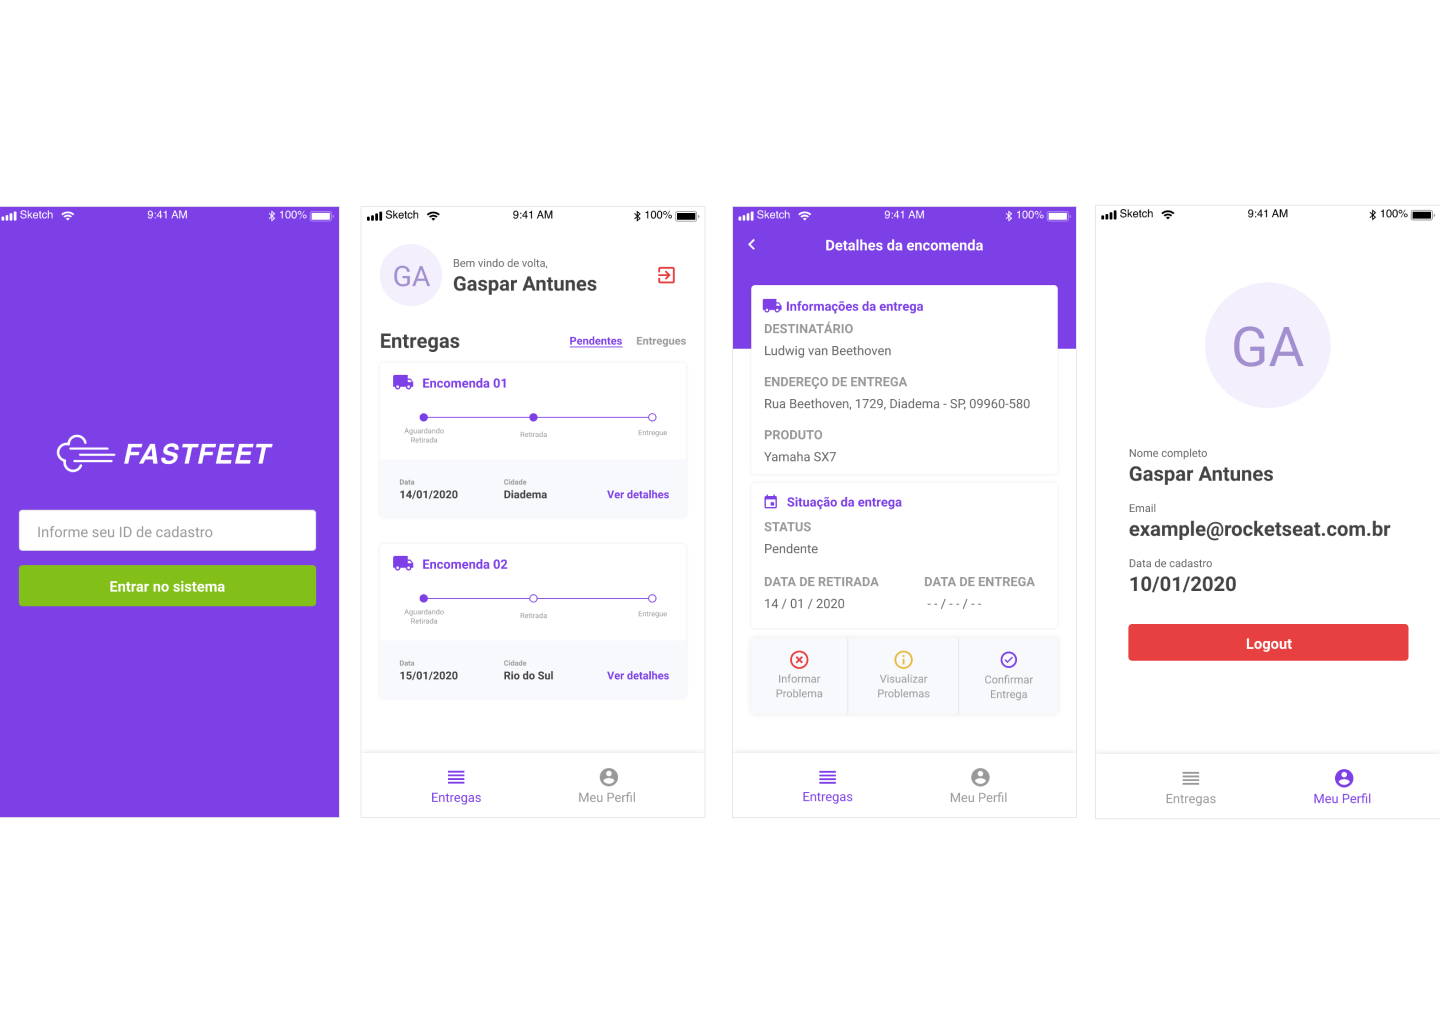 Sketch 9:41 AM 100%
FASTFEET
Informe seu ID de cadastro
Entrar no sistema
Sketch 9:41 AM 100%
GA
Bem vindo de volta,
Gaspar Antunes
Entregas Pendentes Entregues
Encomenda 01
Aguardando
Retirada
Retirada
Entregue
Data
14/01/2020
Cidade
Diadema
Ver detalhes
Encomenda 02
Aguardando
Retirada
Retirada
Entregue
Data
15/01/2020
Cidade
Rio do Sul
Ver detalhes
Entregas
Meu Perfil
Sketch 9:41 AM 100%
Detalhes da encomenda
Informações da entrega
DESTINATÁRIO
Ludwig van Beethoven
ENDEREÇO DE ENTREGA
Rua Beethoven, 1729, Diadema - SP, 09960-580
PRODUTO
Yamaha SX7
Situação da entrega
STATUS
Pendente
DATA DE RETIRADA
14 / 01 / 2020
DATA DE ENTREGA
- - / - - / - -
Informar
Problema
Visualizar
Problemas
Confirmar
Entrega
Entregas
Meu Perfil
Sketch 9:41 AM 100%
GA
Nome completo
Gaspar Antunes
Email
example@rocketseat.com.br
Data de cadastro
10/01/2020
Logout
Entregas
Meu Perfil